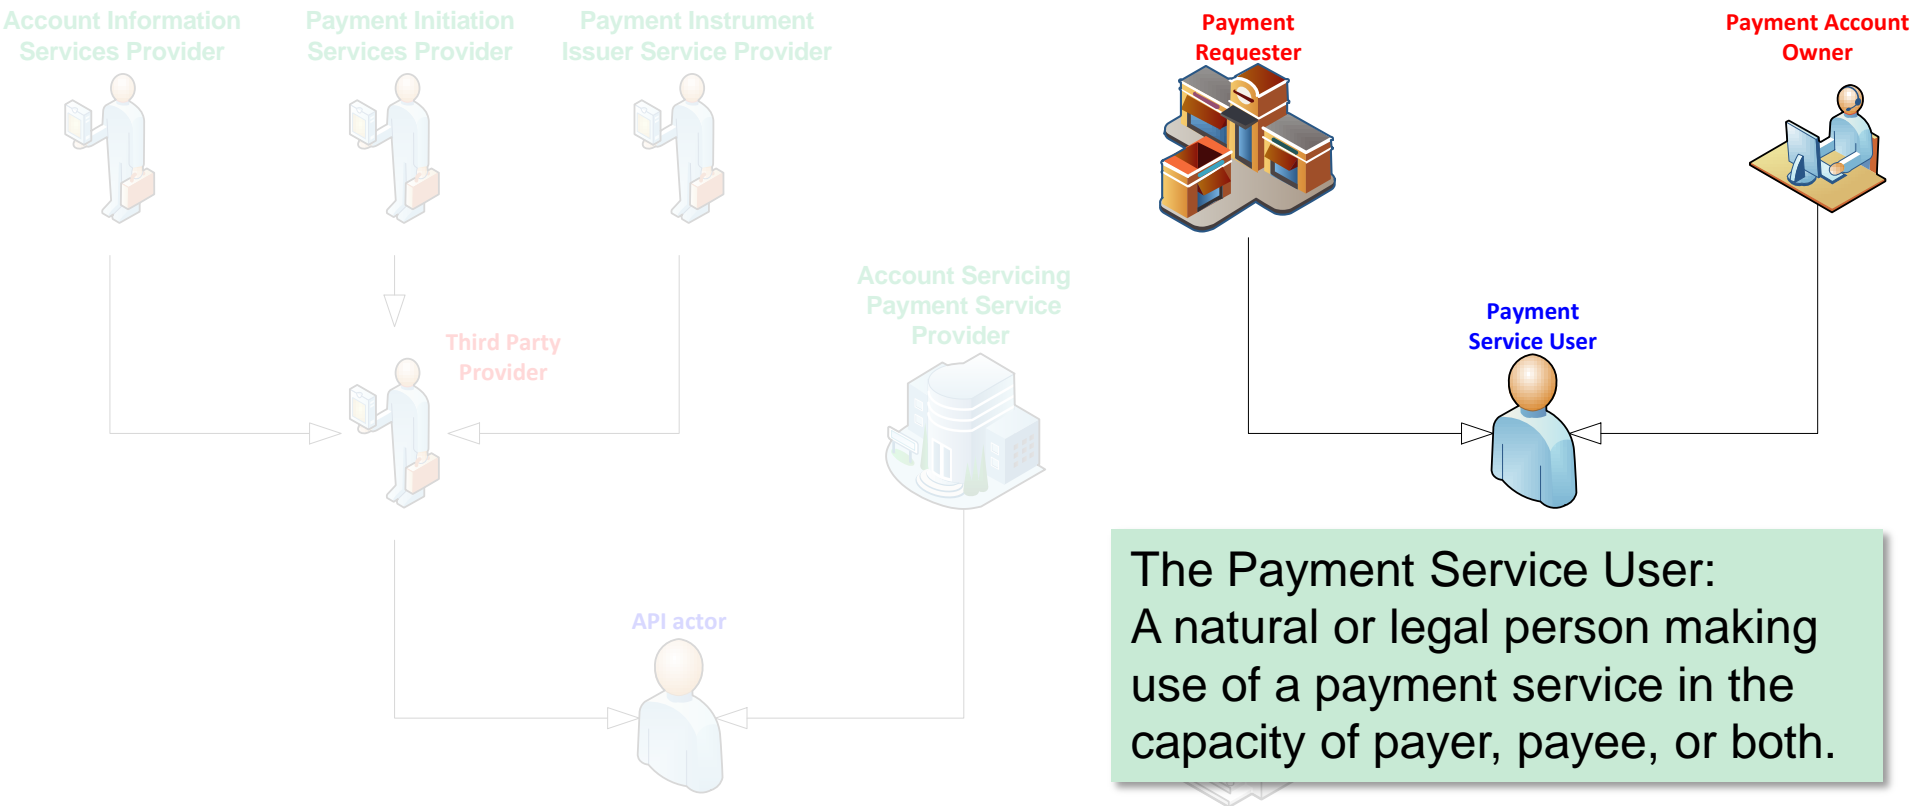 Account Information
Services Provider
Payment Initiation
Services Provider
Payment Instrument
Issuer Service Provider
Payment
Requester
Payment Account
Owner
Account Servicing
Payment Service
Provider
Third Party
Provider
Payment
Service User
API actor
The Payment Service User:
A natural or legal person making
use of a payment service in the
capacity of payer, payee, or both.